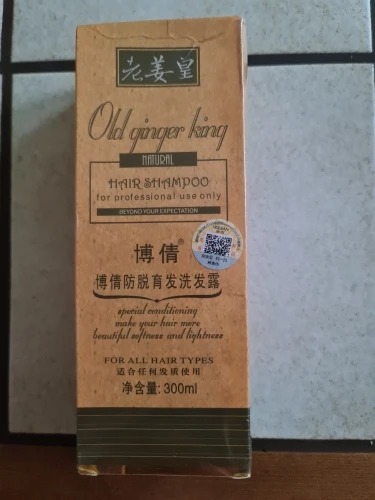 老姜皇
Old ginger king
NATURAL
HAIR SHAMPOO
for professional use only
BEYOND YOUR EXPECTATION
博倩®
博倩防脱育发洗发露
special conditioning
make your hair more
beautiful softness and lightness
FOR ALL HAIR TYPES
适合任何发质使用
净含量: 300ml